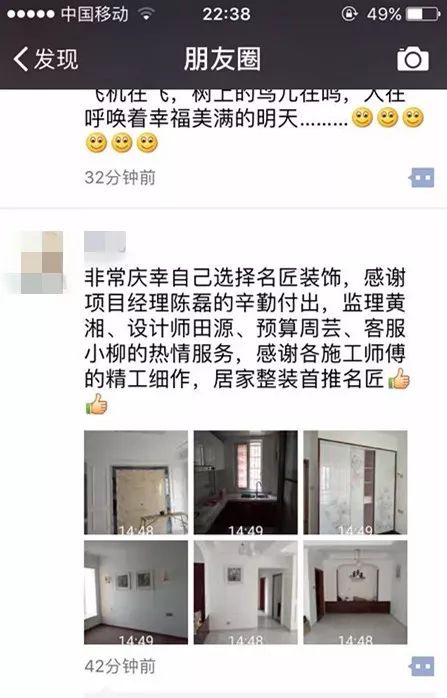 中国移动 22:38 49%
发现 朋友圈
飞机在飞，树上的鸟儿在鸣，人在
呼唤着幸福美满的明天………
32分钟前
非常庆幸自己选择名匠装饰，感谢
项目经理陈磊的辛勤付出，监理黄
湘、设计师田源、预算周芸、客服
小柳的热情服务，感谢各施工师傅
的精工细作，居家整装首推名匠👍
👍
14:48 14:49 14:49
14:49 14:48 14:48
42分钟前